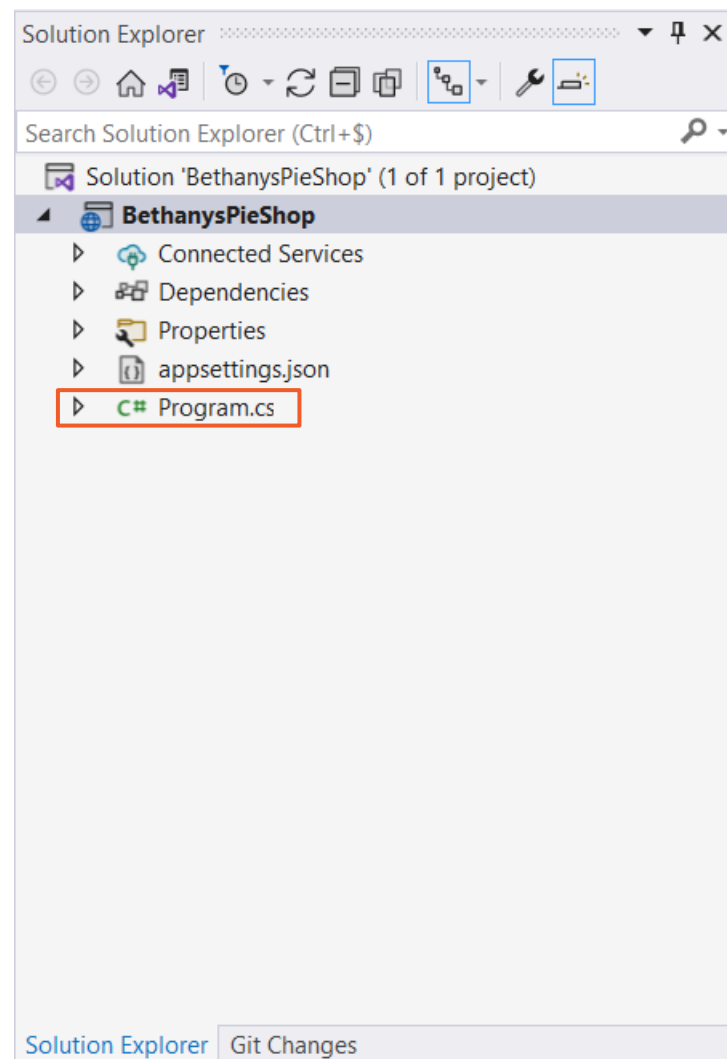 Solution Explorer
Search Solution Explorer (Ctrl+$)
Solution 'BethanysPieShop' (1 of 1 project)
BethanysPieShop
Connected Services
Dependencies
Properties
appsettings.json
C# Program.cs
Solution Explorer Git Changes